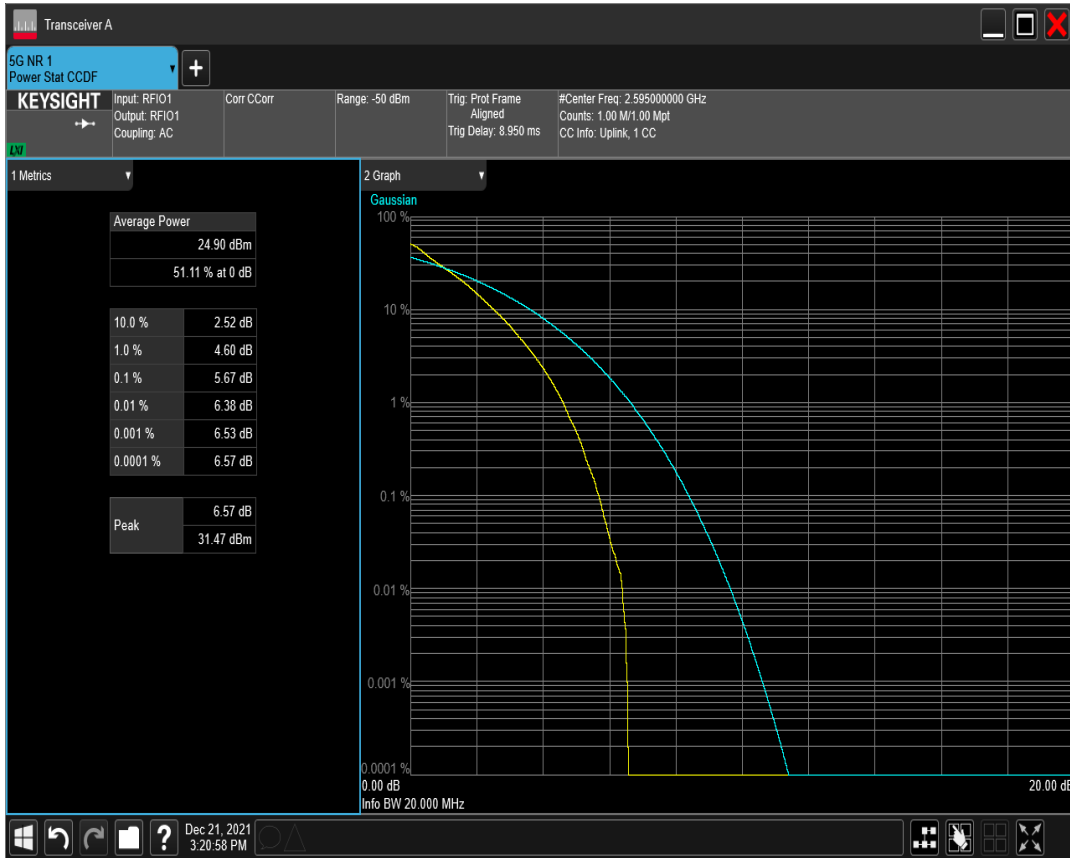 Transceiver A
5G NR 1
Power Stat CCDF
+
KEYSIGHT
LXI
Input: RFIO1
Output: RFIO1
Coupling: AC
Corr CCorr
Range: -50 dBm
Trig: Prot Frame
Aligned
Trig Delay: 8.950 ms
#Center Freq: 2.595000000 GHz
Counts: 1.00 M/1.00 Mpt
CC Info: Uplink, 1 CC
1 Metrics
Average Power
24.90 dBm
51.11 % at 0 dB
10.0 % 2.52 dB
1.0 % 4.60 dB
0.1 % 5.67 dB
0.01 % 6.38 dB
0.001 % 6.53 dB
0.0001 % 6.57 dB
Peak
6.57 dB
31.47 dBm
2 Graph
Gaussian
100 %
10 %
1 %
0.1 %
0.01 %
0.001 %
0.0001 %
0.00 dB 20.00 dB
Info BW 20.000 MHz
?
Dec 21, 2021
3:20:58 PM